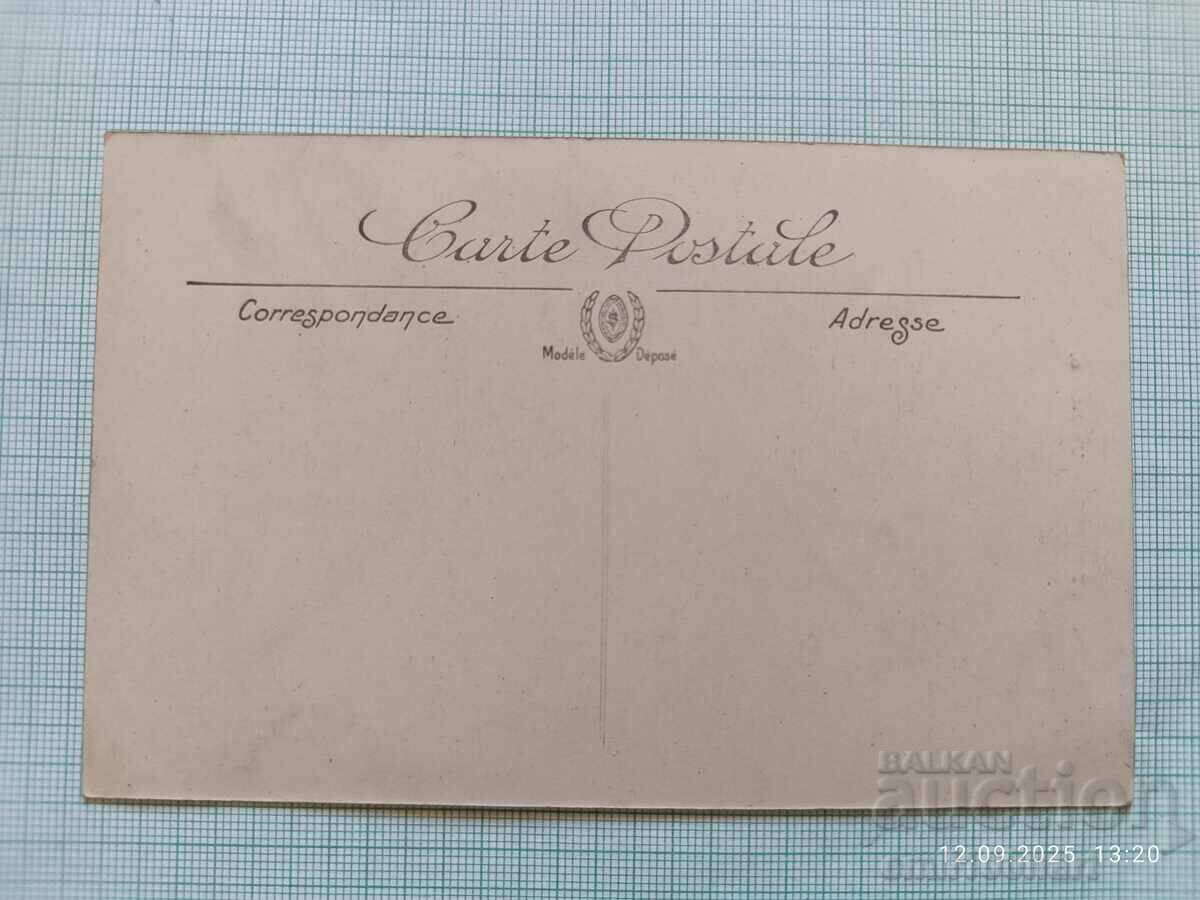 Carte Postale
Correspondance
Adresse
Modèle Déposé
BALKAN
auction
12.09.2025 13:20